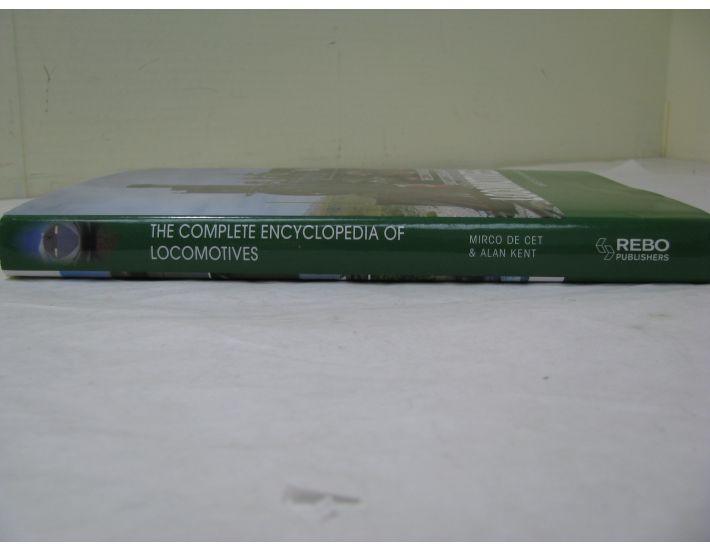 THE COMPLETE ENCYCLOPEDIA OF
LOCOMOTIVES
MIRCO DE CET
& ALAN KENT
REBO
PUBLISHERS